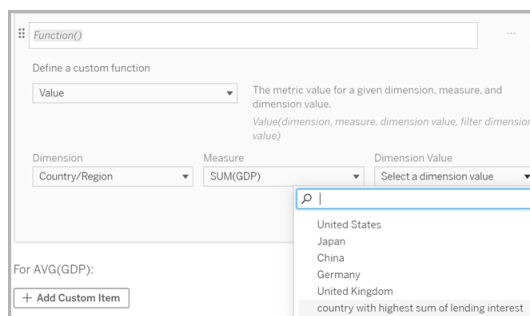 Function()
Define a custom function
Value
The metric value for a given dimension, measure, and
dimension value.
Value(dimension, measure, dimension value, filter dimension
value)
Dimension
Measure
Dimension Value
Country/Region
SUM(GDP)
Select a dimension value
United States
Japan
China
Germany
United Kingdom
country with highest sum of lending interest
For AVG(GDP):
+ Add Custom Item